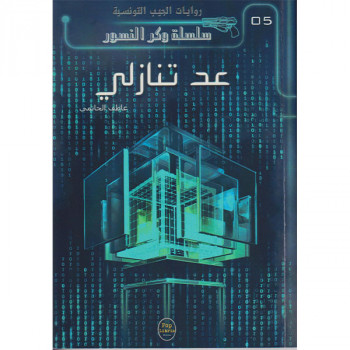 روايات الجيب التونسية
سلسلة وكر النسور
05
عد تنازلي
عاطف الحاجي